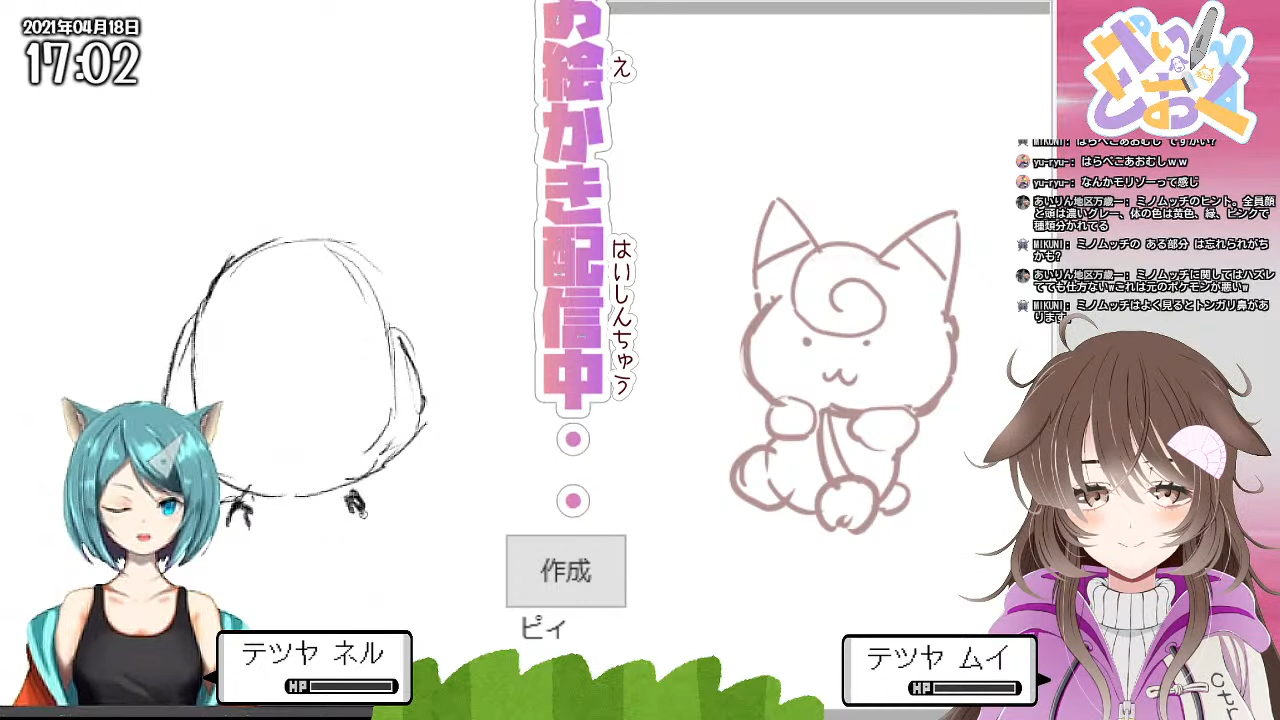 2021年04月18日
17:02
お絵かき配信中
え
はいしんちゅう
作成
ピィ
テツヤ ネル
HP
テツヤ ムイ
HP
MIKUNI: はらぺこあおむし ですかい?
yu-ryu-: はらぺこあおむしｗｗ
yu-ryu-: なんかモリゾーって感じ
あいりん地区万歳一: ミノムッチのヒント、全員顔
と頭は濃いグレー、体の色は黄色、緑、ピンクで
種類分かれてる
MIKUNI: ミノムッチの ある部分 は忘れられがち
かも?
あいりん地区万歳一: ミノムッチに関してはハズレ
てても仕方ないwこれは元のポケモンが悪いw
MIKUNI: ミノムッチはよく見るとトンガリ鼻があ
ります